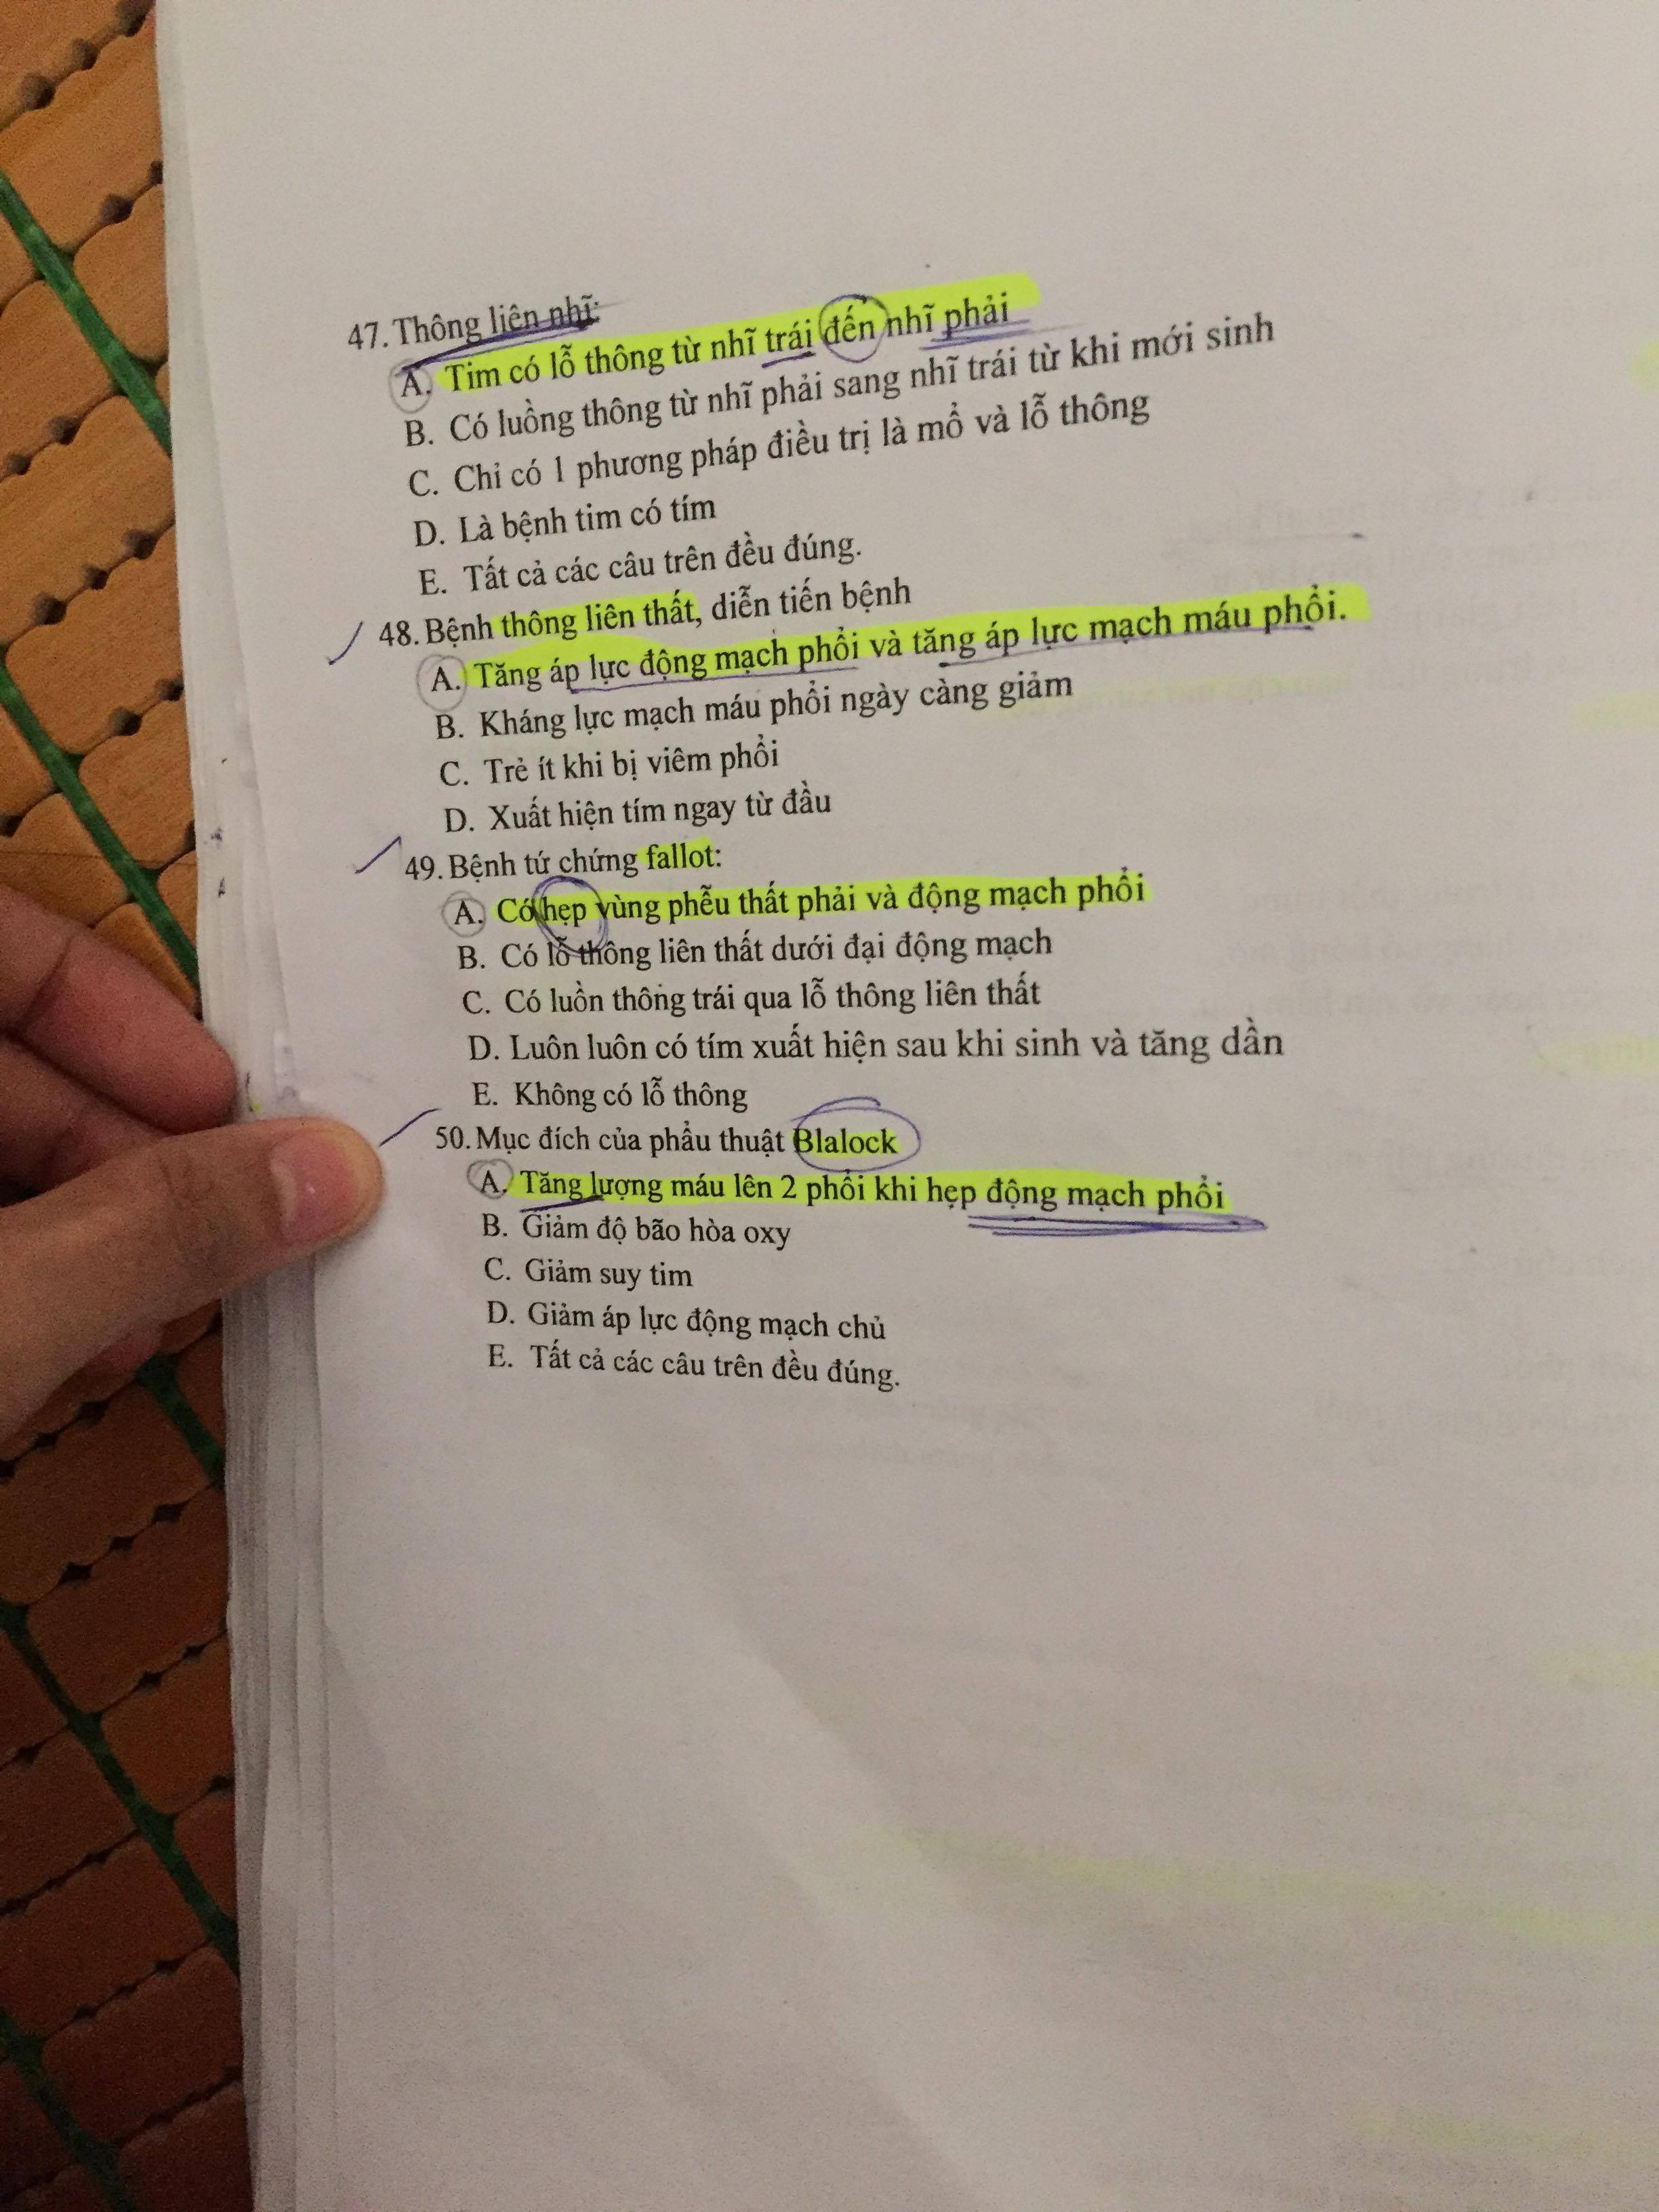 47. Thông liên nhĩ:
A. Tim có lỗ thông từ nhĩ trái đến nhĩ phải
B. Có luồng thông từ nhĩ phải sang nhĩ trái từ khi mới sinh
C. Chỉ có 1 phương pháp điều trị là mổ và lỗ thông
D. Là bệnh tim có tím
E. Tất cả các câu trên đều đúng.
48. Bệnh thông liên thất, diễn tiến bệnh
A. Tăng áp lực động mạch phổi và tăng áp lực mạch máu phổi.
B. Kháng lực mạch máu phổi ngày càng giảm
C. Trẻ ít khi bị viêm phổi
D. Xuất hiện tím ngay từ đầu
49. Bệnh tứ chứng fallot:
A. Có hẹp vùng phễu thất phải và động mạch phổi
B. Có lỗ thông liên thất dưới đại động mạch
C. Có luồn thông trái qua lỗ thông liên thất
D. Luôn luôn có tím xuất hiện sau khi sinh và tăng dần
E. Không có lỗ thông
50. Mục đích của phẫu thuật Blalock
A. Tăng lượng máu lên 2 phổi khi hẹp động mạch phổi
B. Giảm độ bão hòa oxy
C. Giảm suy tim
D. Giảm áp lực động mạch chủ
E. Tất cả các câu trên đều đúng.